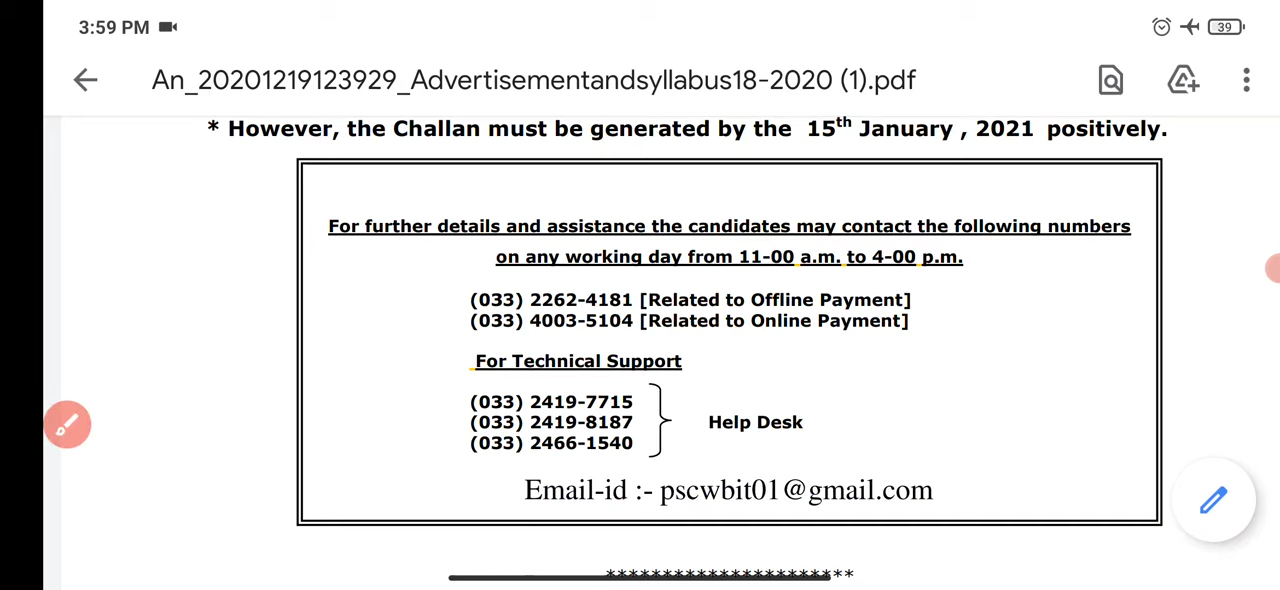 3:59 PM
39
An_20201219123929_Advertisementandsyllabus18-2020 (1).pdf
* However, the Challan must be generated by the 15th January , 2021 positively.
For further details and assistance the candidates may contact the following numbers
on any working day from 11-00 a.m. to 4-00 p.m.
(033) 2262-4181 [Related to Offline Payment]
(033) 4003-5104 [Related to Online Payment]
For Technical Support
(033) 2419-7715
(033) 2419-8187
Help Desk
(033) 2466-1540
Email-id :- pscwbit01@gmail.com
**********************